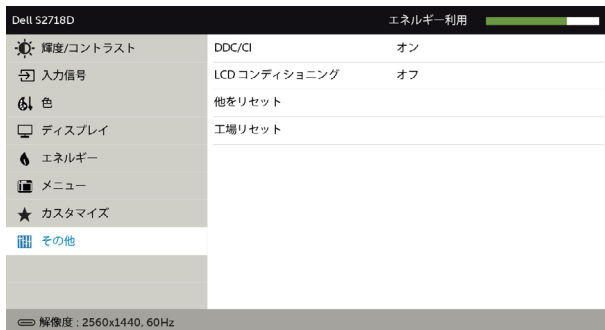 Dell S2718D エネルギー利用
輝度/コントラスト DDC/CI オン
入力信号 LCD コンディショニング オフ
色 他をリセット
ディスプレイ 工場リセット
エネルギー
メニュー
カスタマイズ
その他
解像度 : 2560x1440, 60Hz